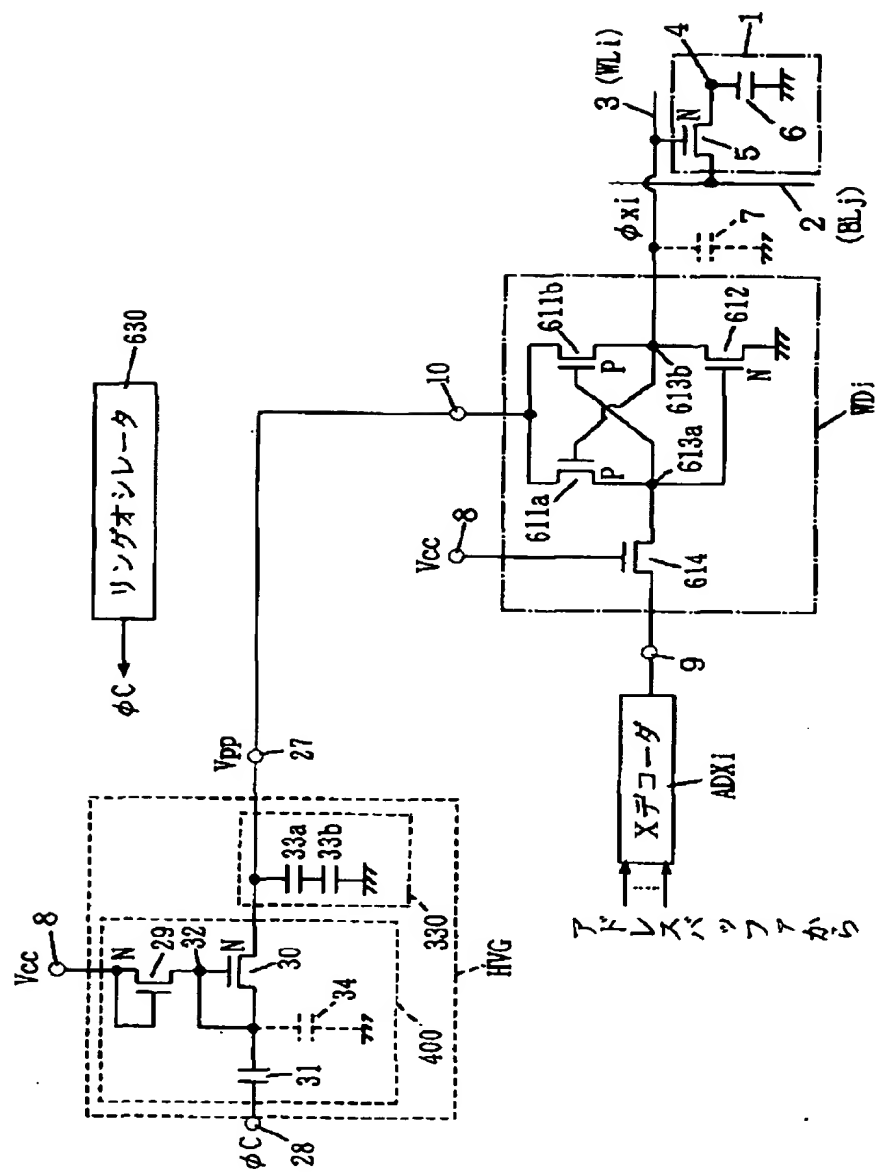 630
リングオシレータ
φC
Vcc
8
N
29
32
N
30
31
34
400
φC
28
HVG
33a
33b
330
Vpp
27
10
Vcc
8
611a
P
611b
P
613a
613b
612
N
614
WDi
9
Xデコーダ
ADXi
アドレスバッファから
φxi
7
3 (WLi)
4
1
N
5
6
2
(BLj)